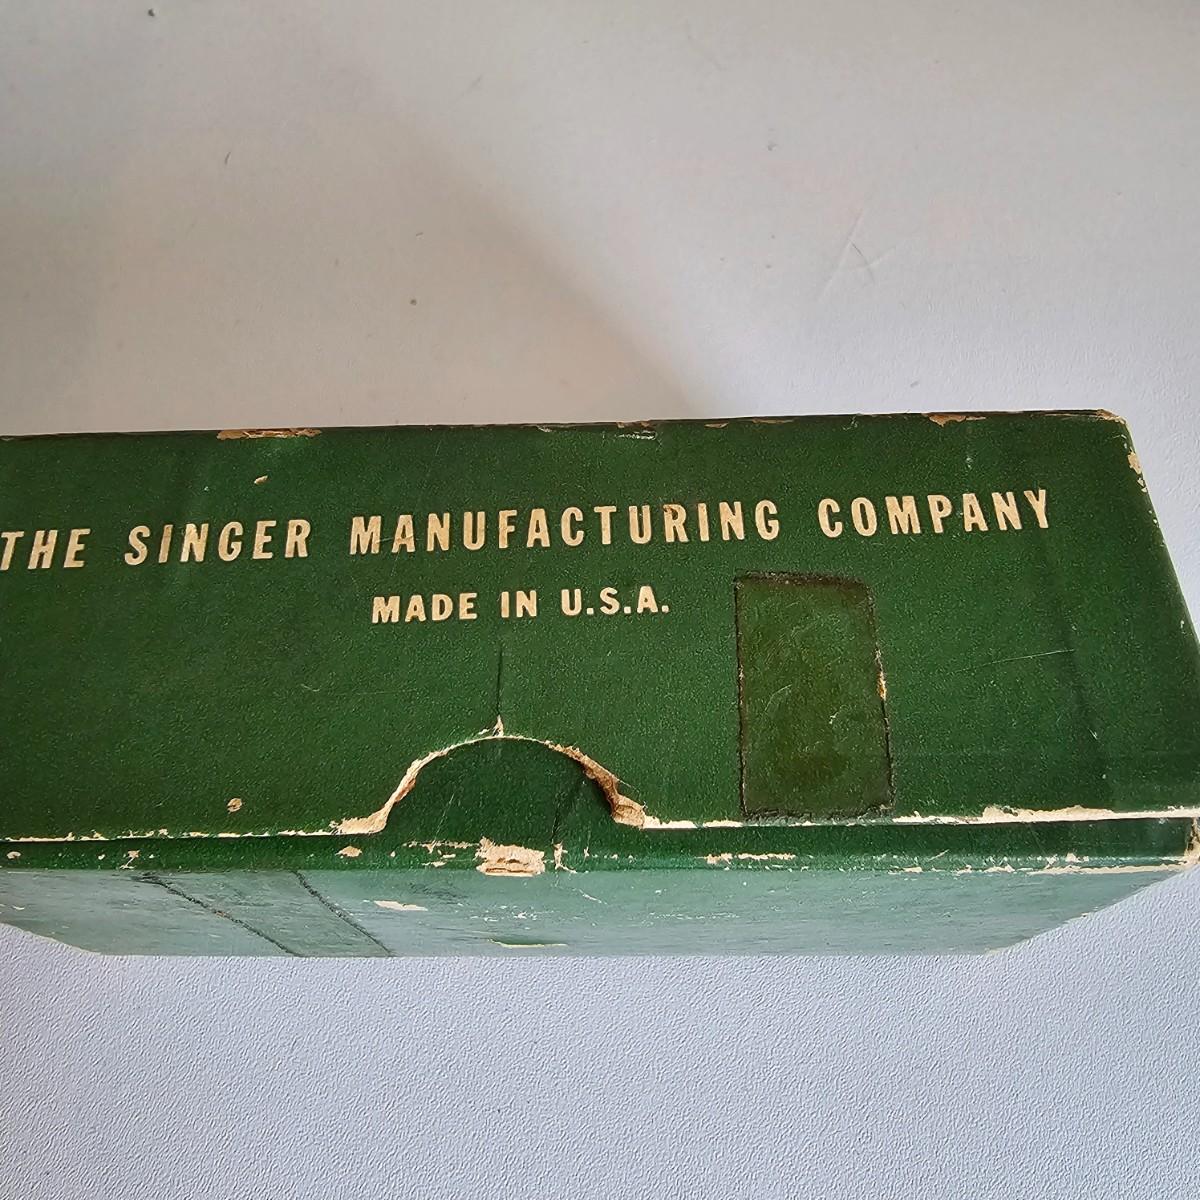 THE SINGER MANUFACTURING COMPANY
MADE IN U.S.A.